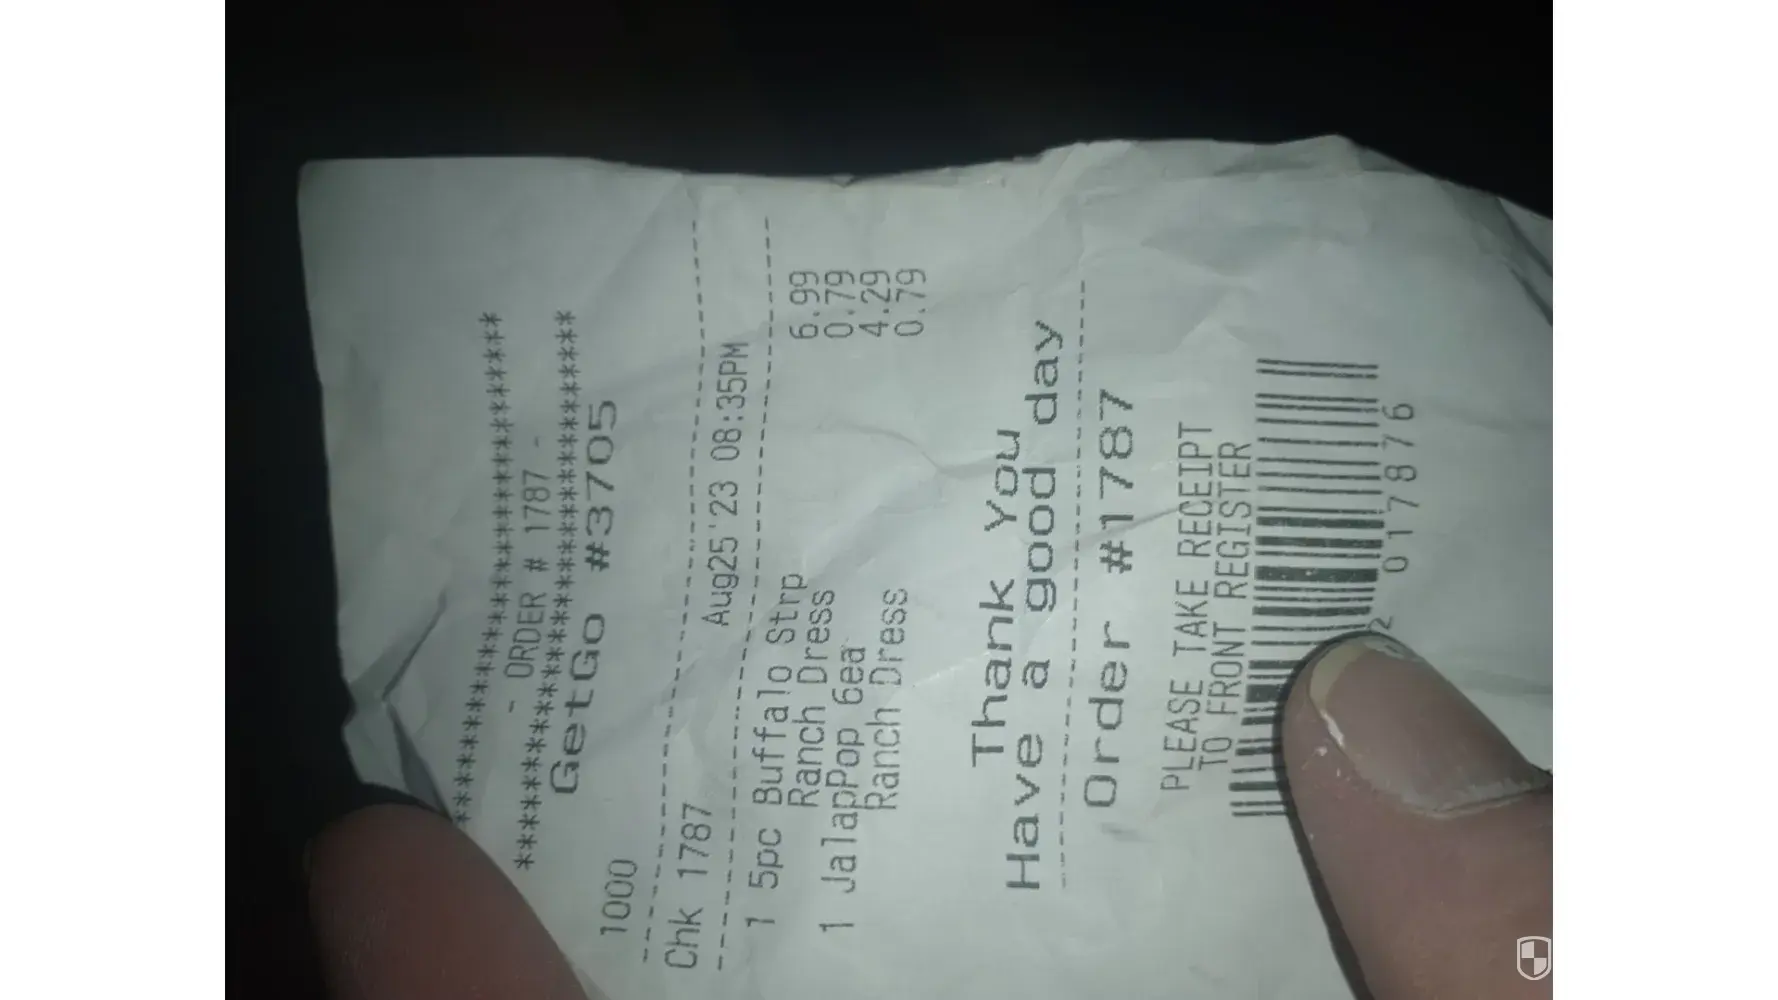 ******************************
- ORDER # 1787 -
******************************
GetGo #3705
1000
--------------------------------
Chk 1787 Aug25'23 08:35PM
--------------------------------
1 5pc Buffalo Strp 6.99
Ranch Dress 0.79
1 JalapPop 6ea 4.29
Ranch Dress 0.79
Thank You
Have a good day
--------------------------------
Order #1787
PLEASE TAKE RECEIPT
TO FRONT REGISTER
2 017876